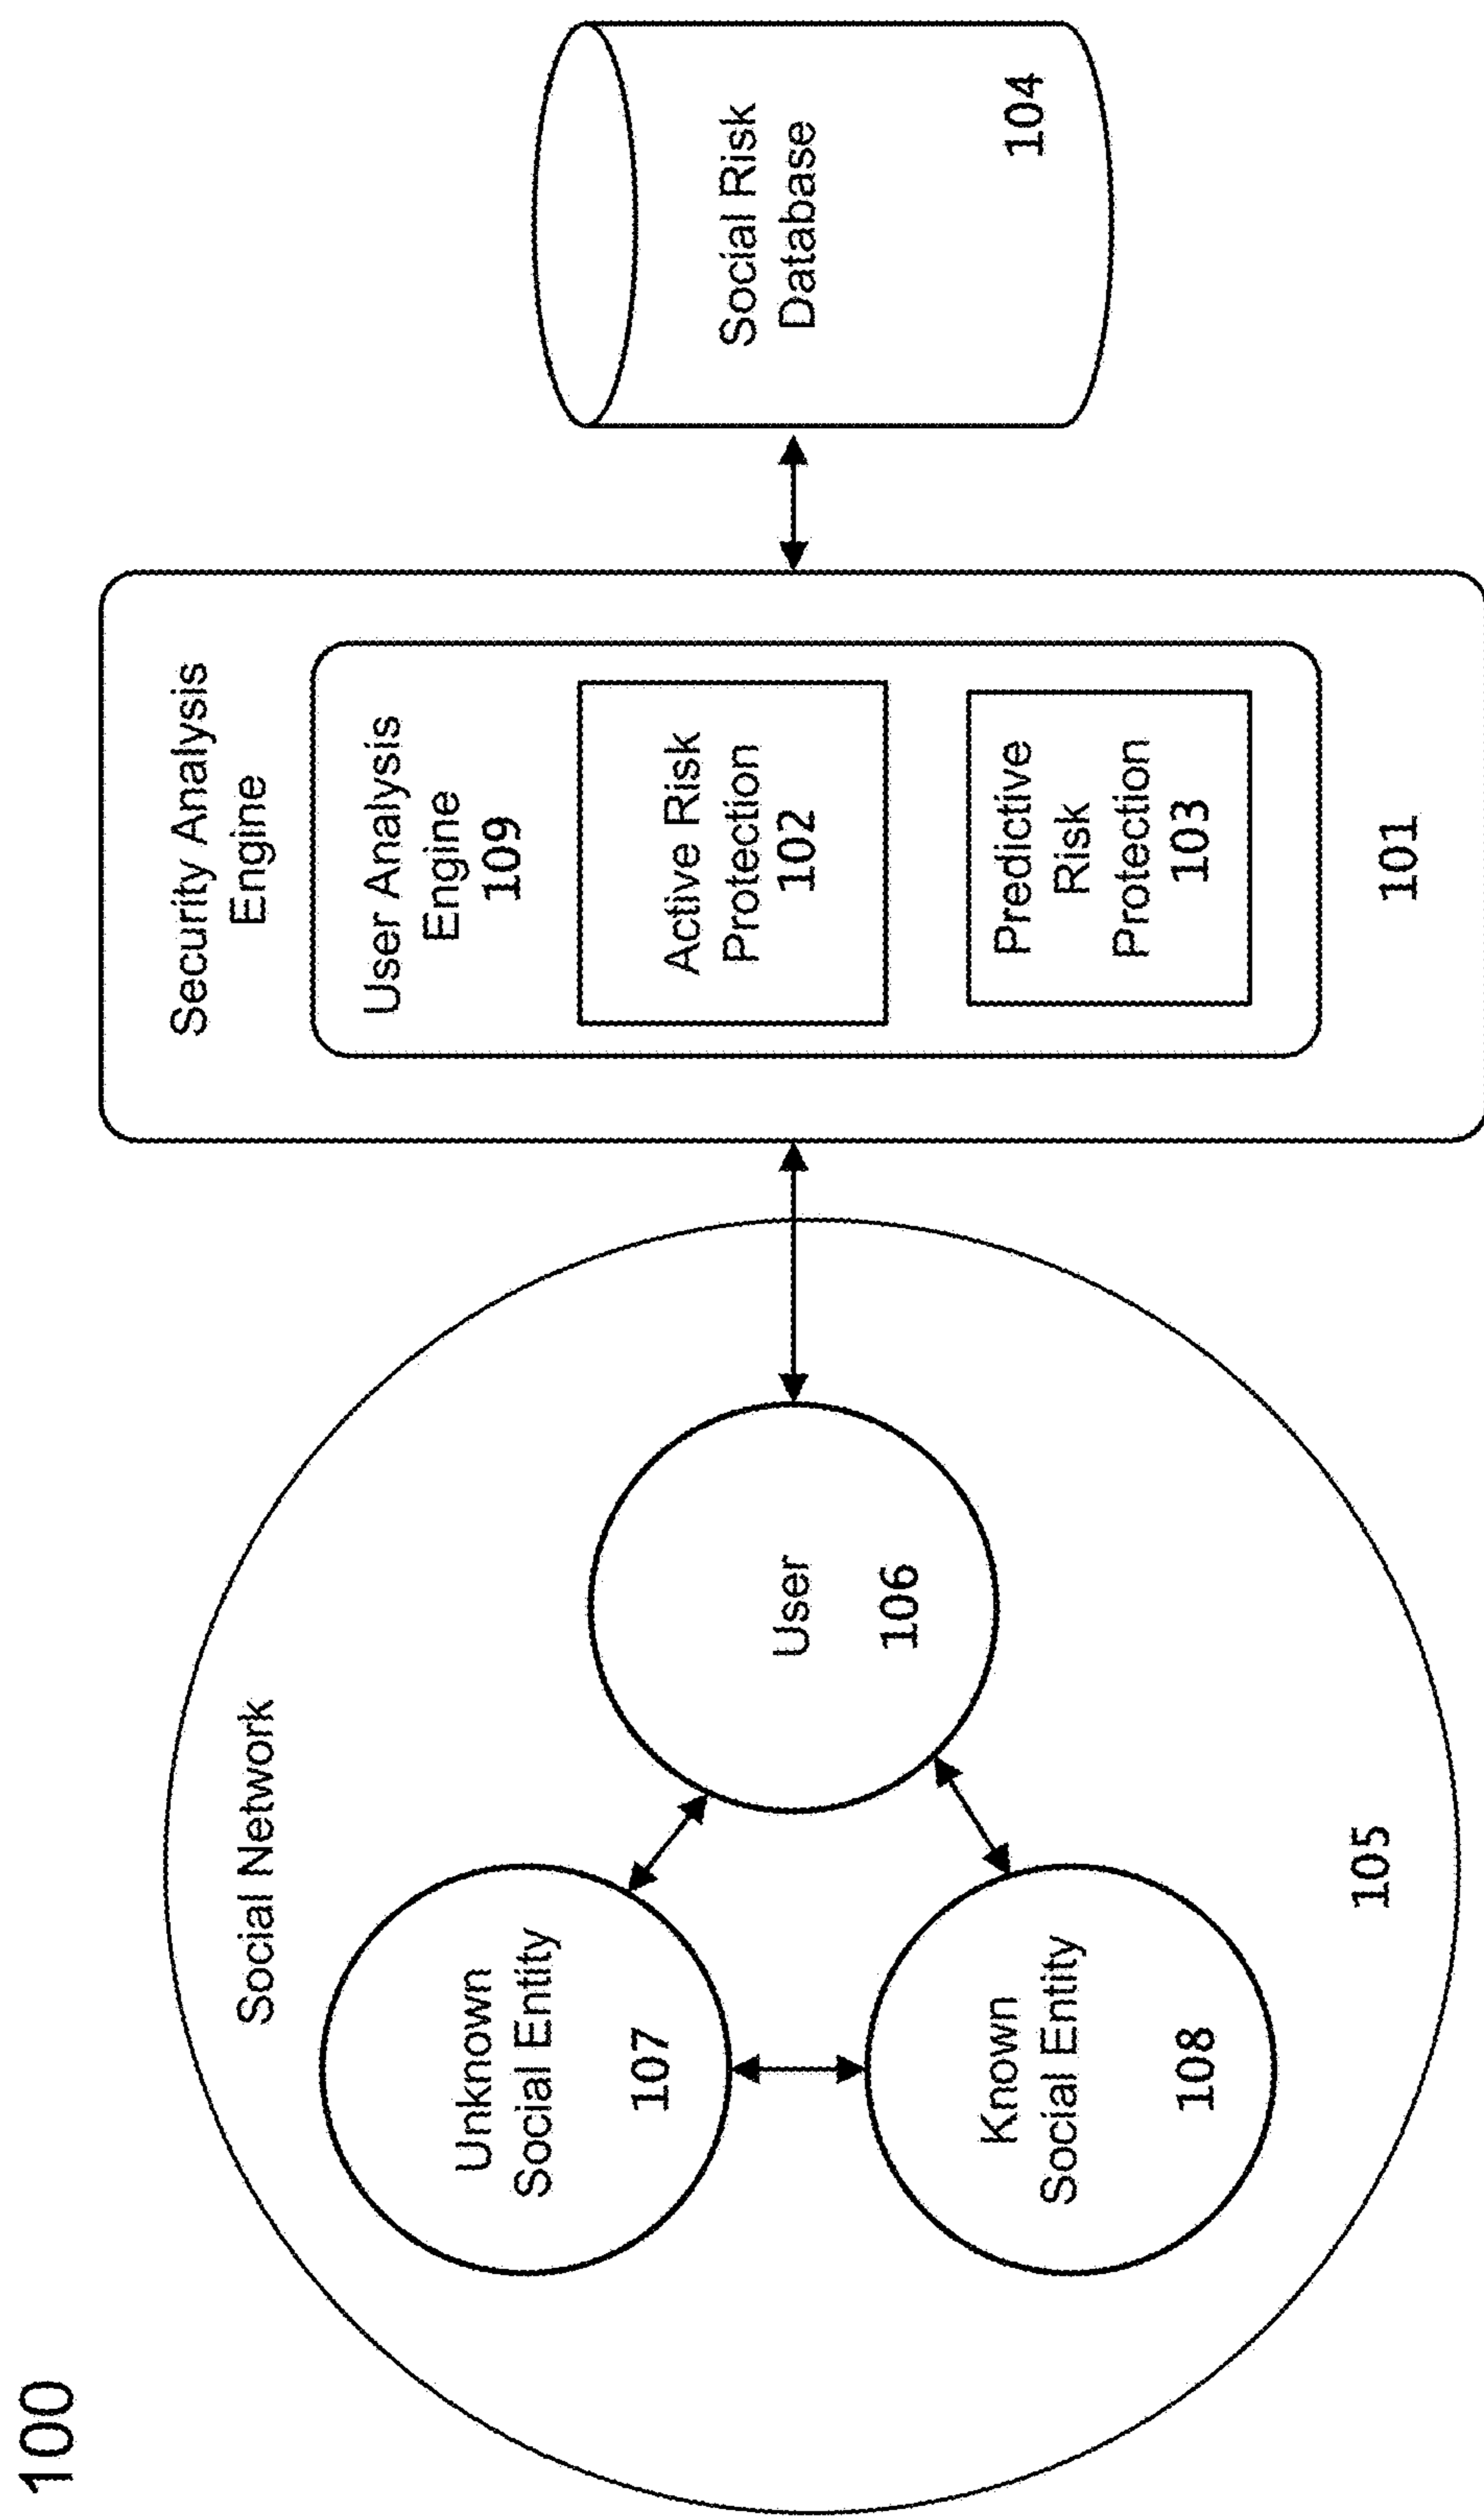 100
Social Network
Unknown
Social Entity
107
Known
Social Entity
108
User
106
105
Security Analysis
Engine
User Analysis
Engine
109
Active Risk
Protection
102
Predictive
Risk
Protection
103
101
Social Risk
Database
104